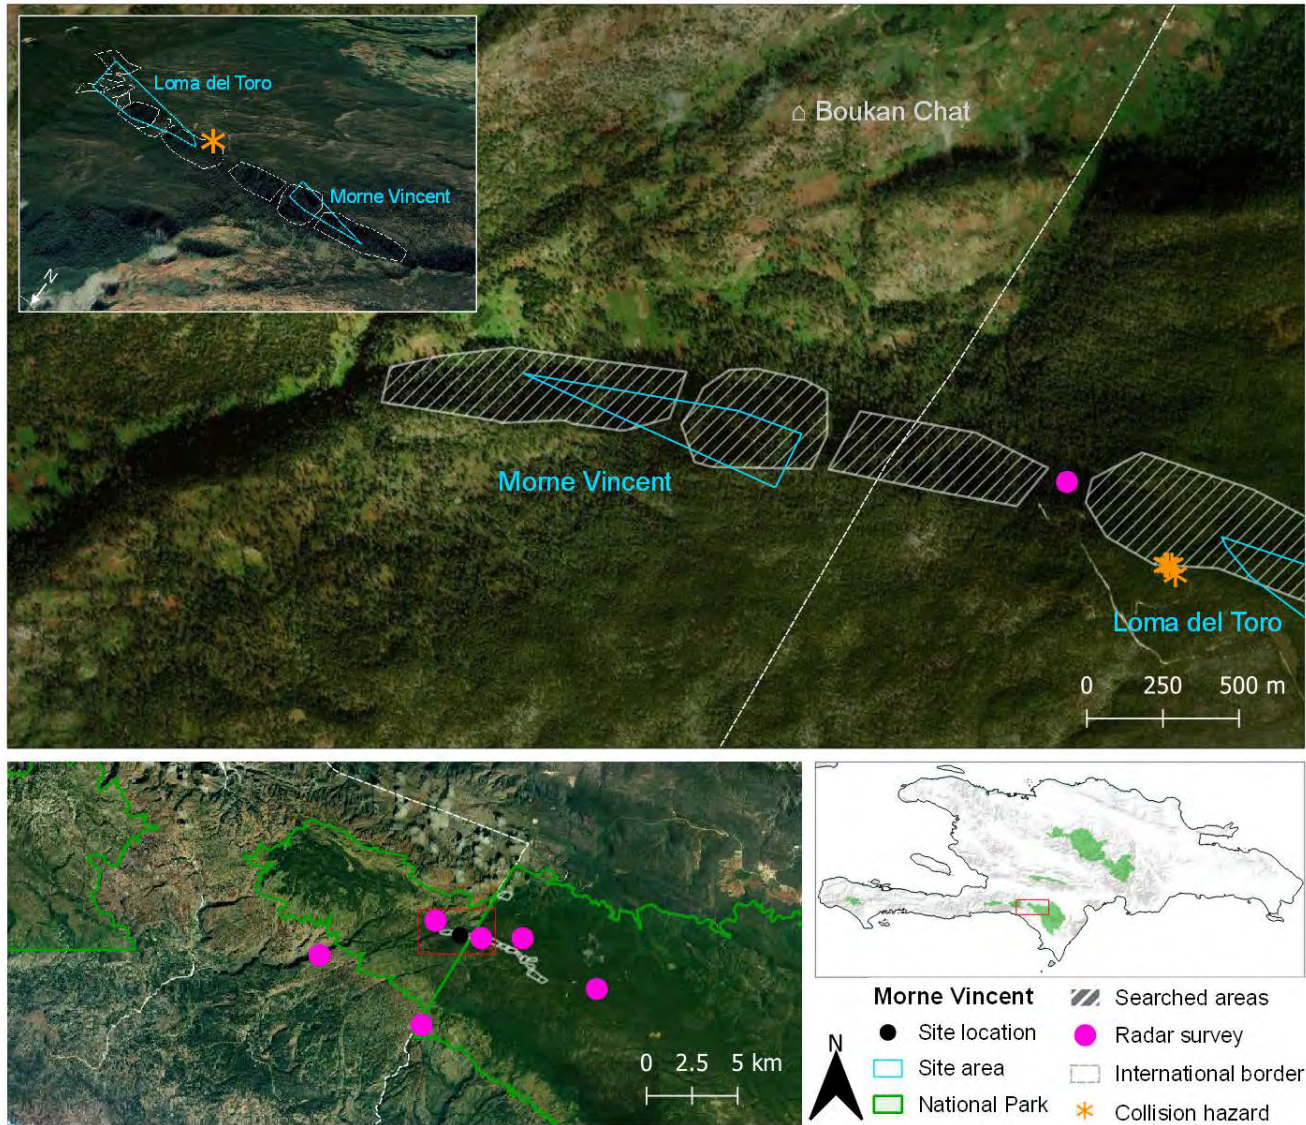 Loma del Toro
Morne Vincent
N
Boukan Chat
Morne Vincent
Loma del Toro
0 250 500 m
0 2.5 5 km
Morne Vincent
Site location
Site area
National Park
N
Searched areas
Radar survey
International border
Collision hazard